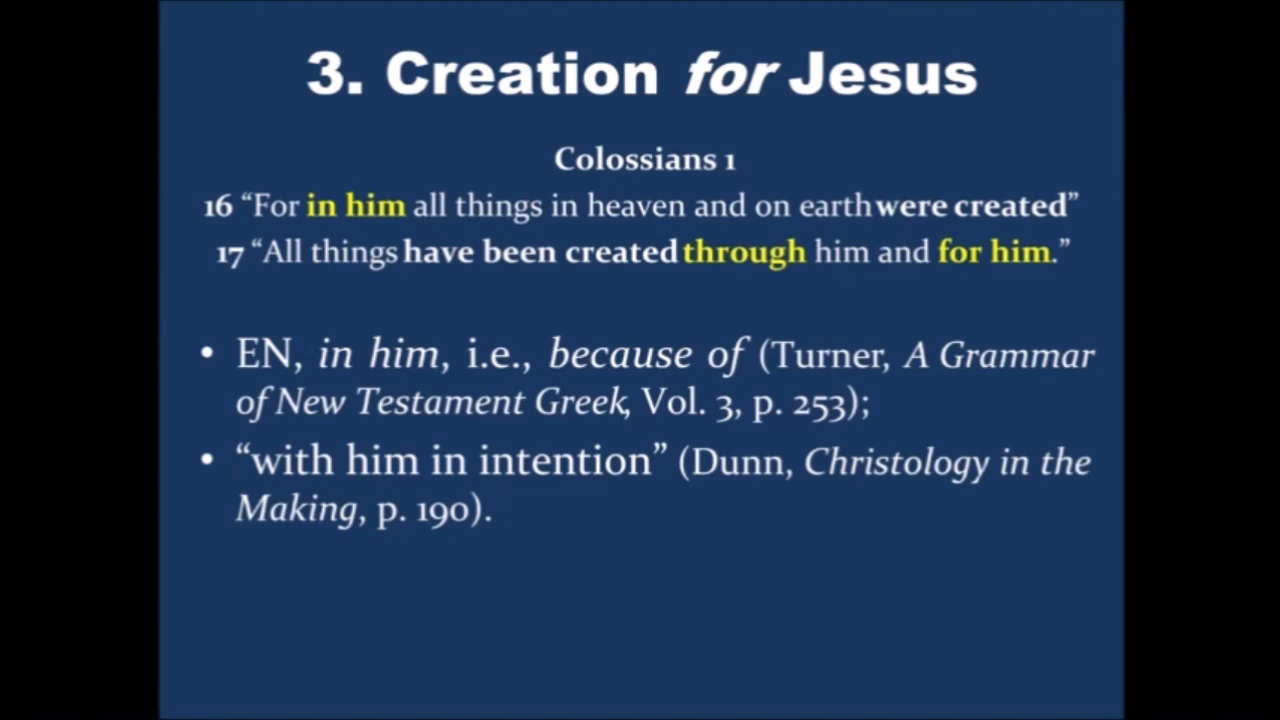 3. Creation for Jesus
Colossians 1
16 “For in him all things in heaven and on earth were created”
17 “All things have been created through him and for him.”
• EN, in him, i.e., because of (Turner, A Grammar
of New Testament Greek, Vol. 3, p. 253);
• “with him in intention” (Dunn, Christology in the
Making, p. 190).